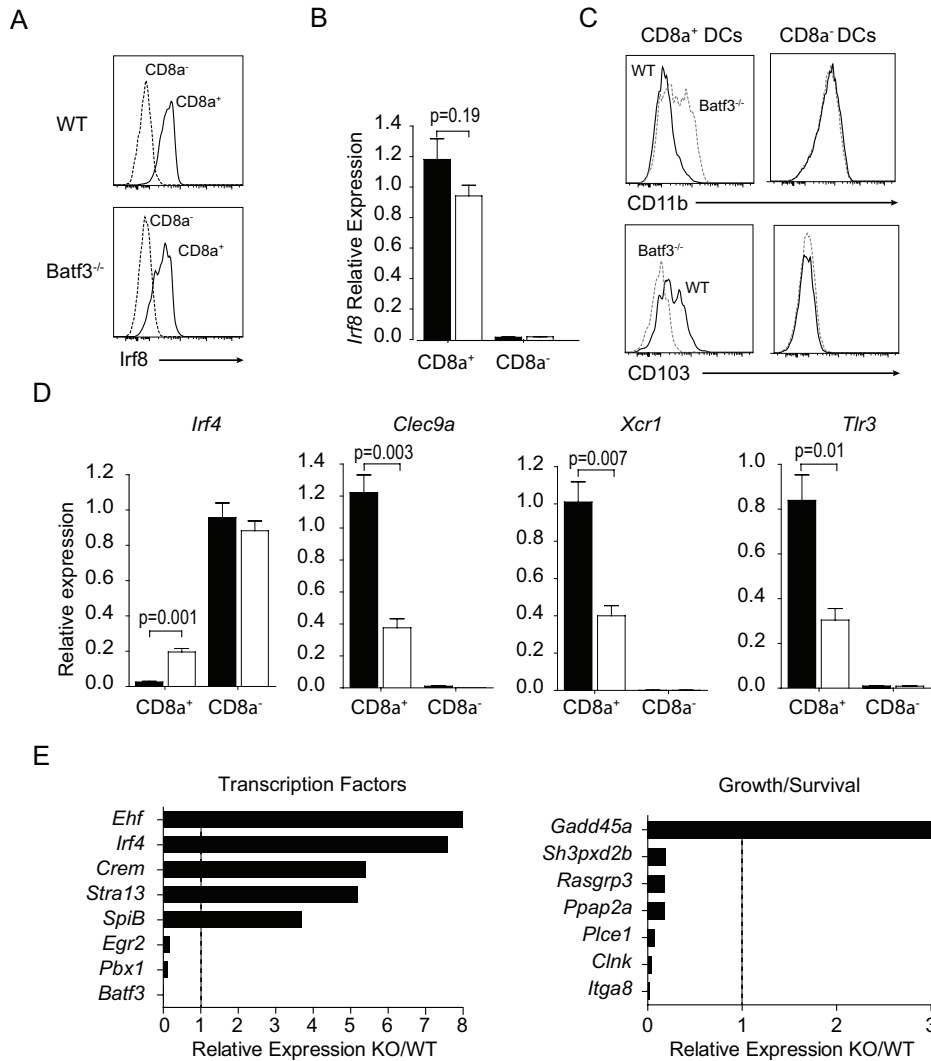 A
WT
CD8a-
CD8a+
Batf3-/-
CD8a-
CD8a+
Irf8
B
p=0.19
1.4
1.2
1.0
0.8
0.6
0.4
0.2
0.0
Irf8 Relative Expression
CD8a+ CD8a-
C
CD8a+ DCs CD8a- DCs
WT
Batf3-/-
CD11b
Batf3-/-
WT
CD103
D
Irf4
Relative expression
1.2
1.0
0.8
0.6
0.4
0.2
0.0
p=0.001
CD8a+ CD8a-
Clec9a
p=0.003
1.4
1.2
1.0
0.8
0.6
0.4
0.2
0.0
CD8a+ CD8a-
Xcr1
p=0.007
1.2
1.0
0.8
0.6
0.4
0.2
0.0
CD8a+ CD8a-
Tlr3
p=0.01
1.0
0.8
0.6
0.4
0.2
0.0
CD8a+ CD8a-
E
Transcription Factors
Ehf
Irf4
Crem
Stra13
SpiB
Egr2
Pbx1
Batf3
0 1 2 3 4 5 6 7 8
Relative Expression KO/WT
Growth/Survival
Gadd45a
Sh3pxd2b
Rasgrp3
Ppap2a
Plce1
Clnk
Itga8
0 1 2 3
Relative Expression KO/WT